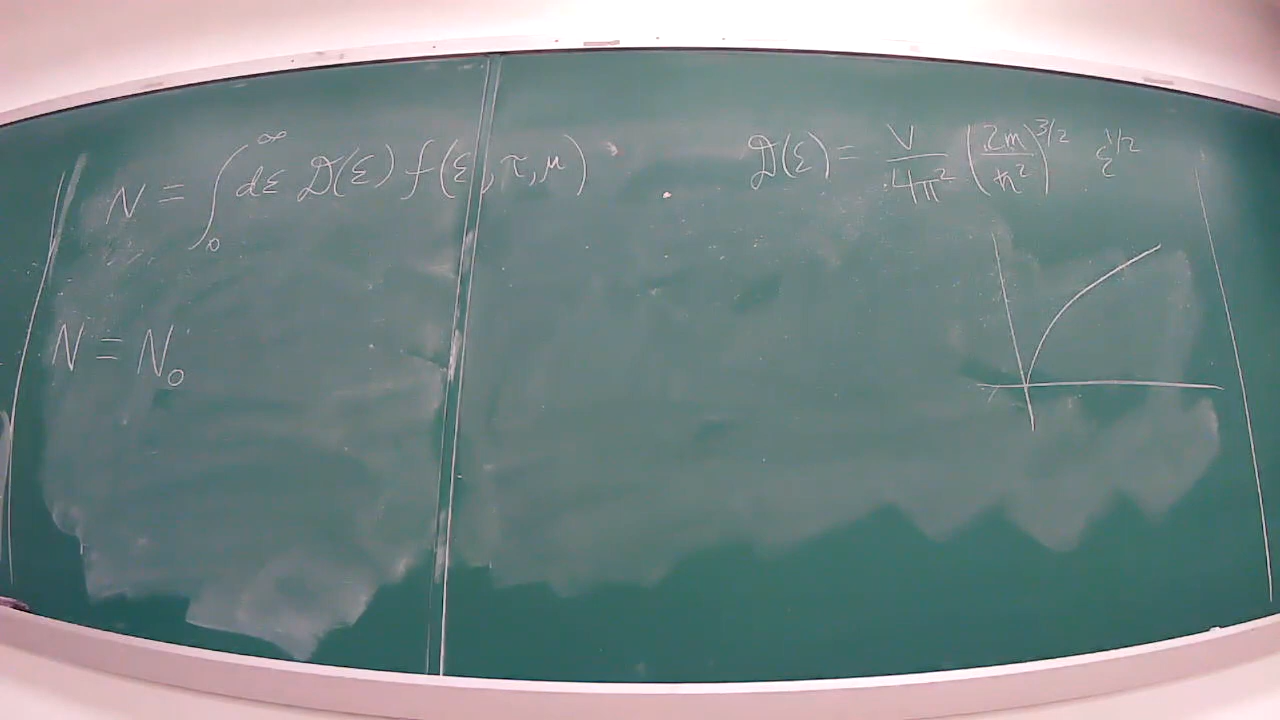 N = ∫₀^∞ dε 𝒟(ε) f(ε, τ, μ)
𝒟(ε) = V/4π² (2m/ħ²)^3/2 ε^1/2
N = N₀